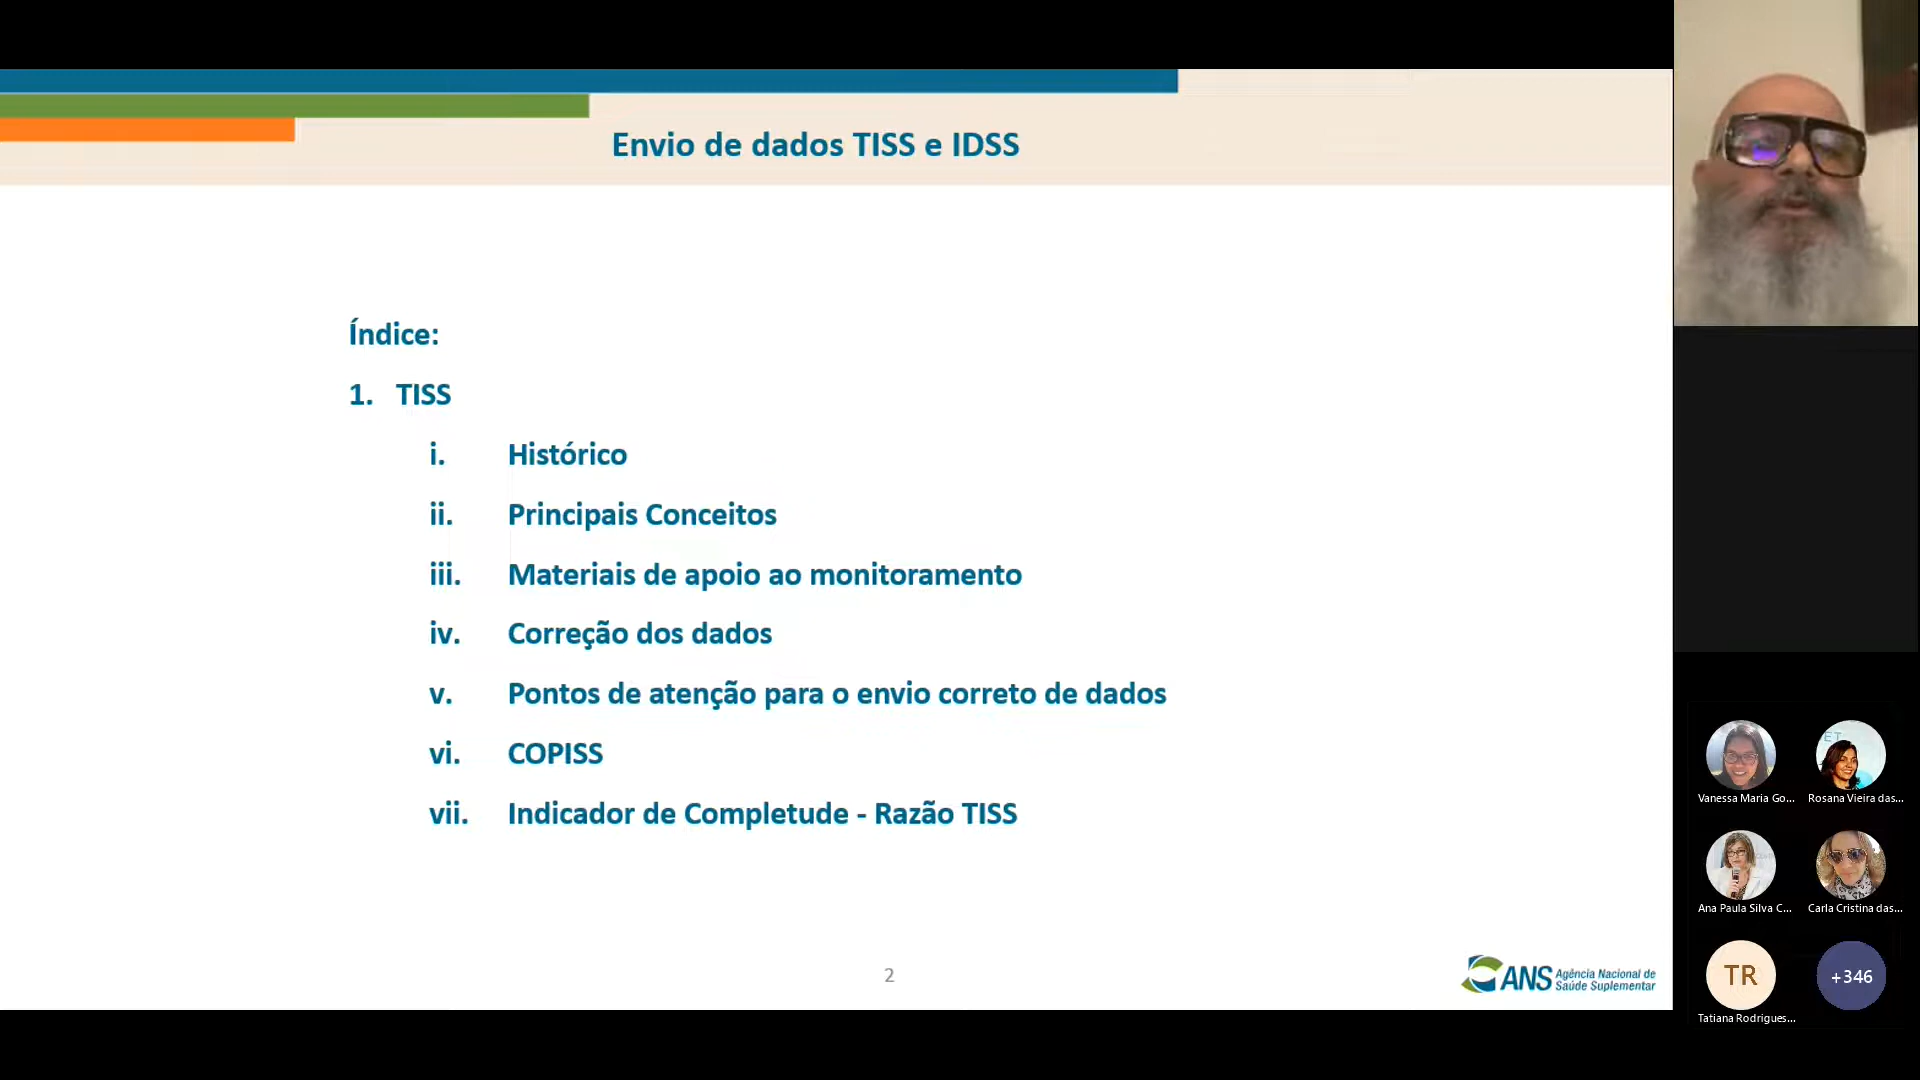 Envio de dados TISS e IDSS
Índice:
1. TISS
i. Histórico
ii. Principais Conceitos
iii. Materiais de apoio ao monitoramento
iv. Correção dos dados
v. Pontos de atenção para o envio correto de dados
vi. COPISS
vii. Indicador de Completude - Razão TISS
2
ANS Agência Nacional de
Saúde Suplementar
Vanessa Maria Go...
Rosana Vieira das...
Ana Paula Silva C...
Carla Cristina das...
TR
+346
Tatiana Rodrigues...